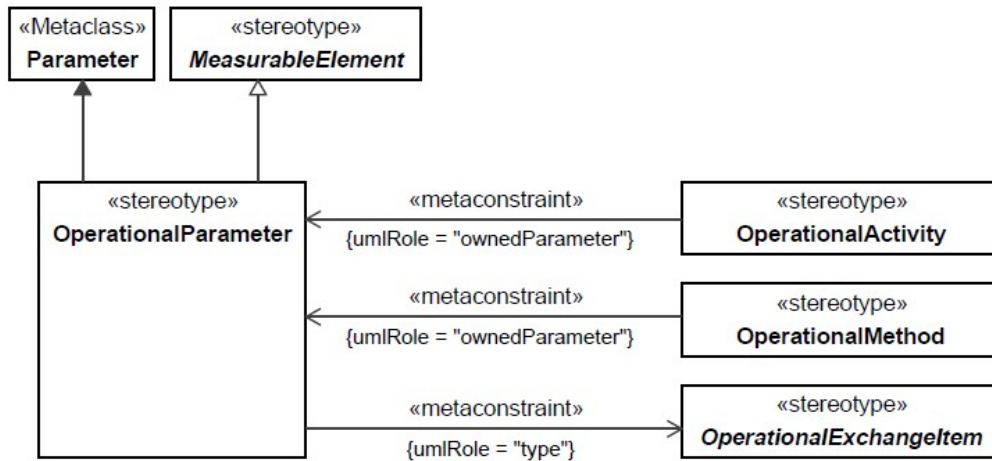 «Metaclass»
Parameter
«stereotype»
MeasurableElement
«stereotype»
OperationalParameter
«metaconstraint»
{umlRole = "ownedParameter"}
«stereotype»
OperationalActivity
«metaconstraint»
{umlRole = "ownedParameter"}
«stereotype»
OperationalMethod
«metaconstraint»
{umlRole = "type"}
«stereotype»
OperationalExchangeItem